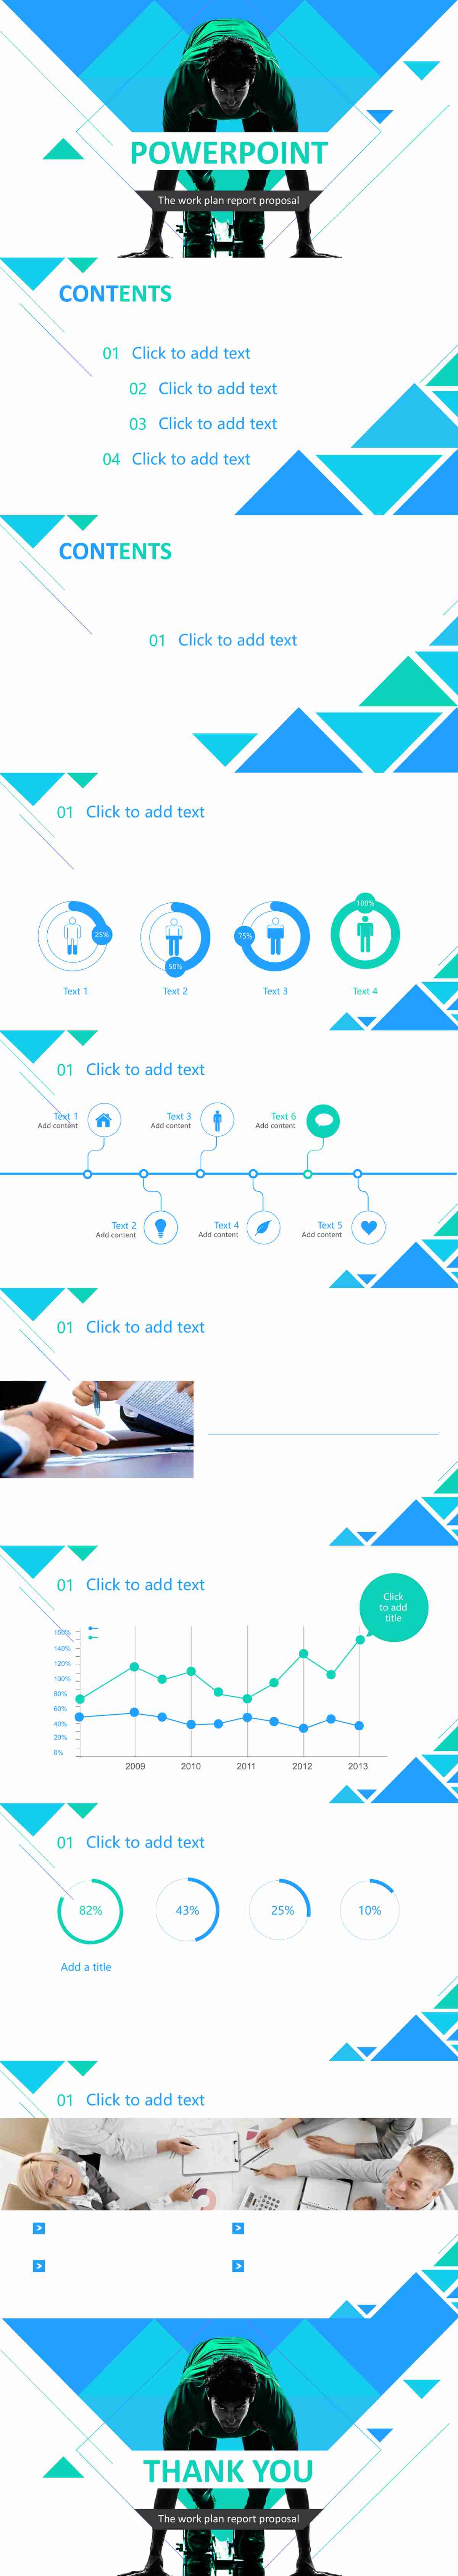 POWERPOINT
The work plan report proposal
CONTENTS
01 Click to add text
02 Click to add text
03 Click to add text
04 Click to add text
CONTENTS
01 Click to add text
01 Click to add text
25%
50%
75%
100%
Text 1
Text 2
Text 3
Text 4
01 Click to add text
Text 1
Add content
Text 3
Add content
Text 6
Add content
Text 2
Add content
Text 4
Add content
Text 5
Add content
01 Click to add text
01 Click to add text
Click
to add
title
150%
140%
120%
100%
80%
60%
40%
20%
0%
2009 2010 2011 2012 2013
01 Click to add text
82% 43% 25% 10%
Add a title
01 Click to add text
THANK YOU
The work plan report proposal